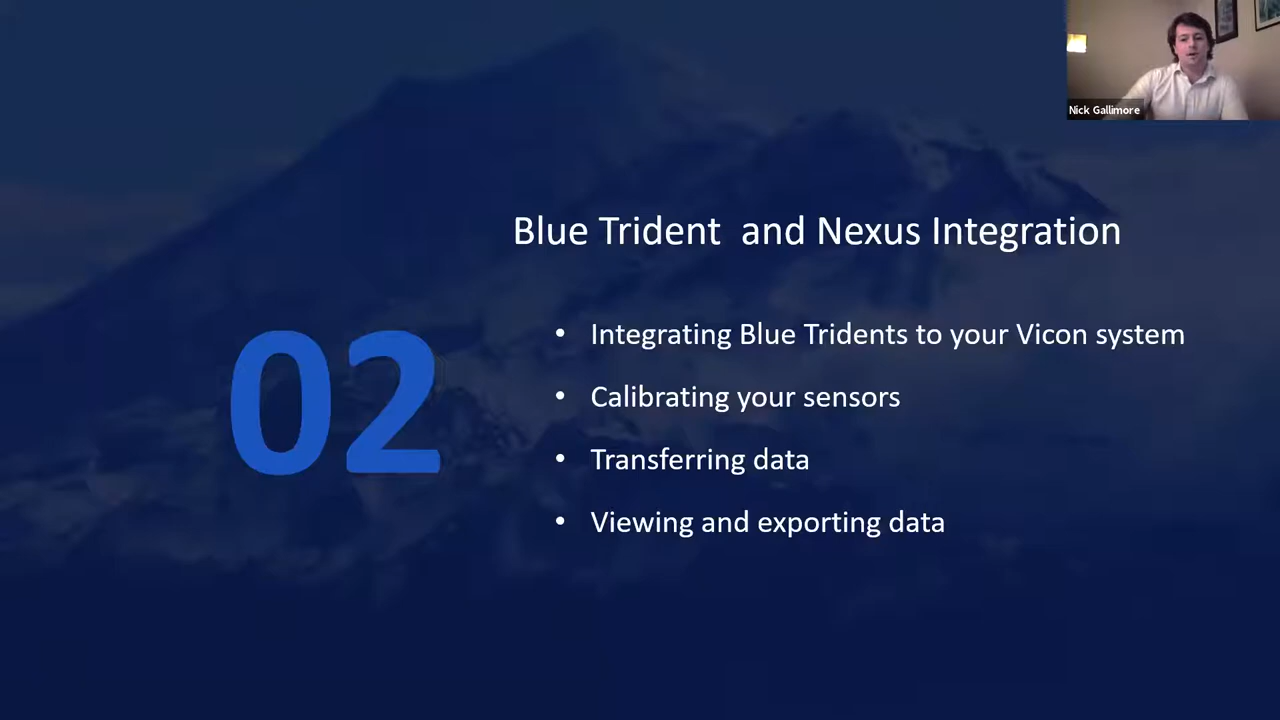 Nick Gallimore
Blue Trident  and Nexus Integration
02
• Integrating Blue Tridents to your Vicon system
• Calibrating your sensors
• Transferring data
• Viewing and exporting data